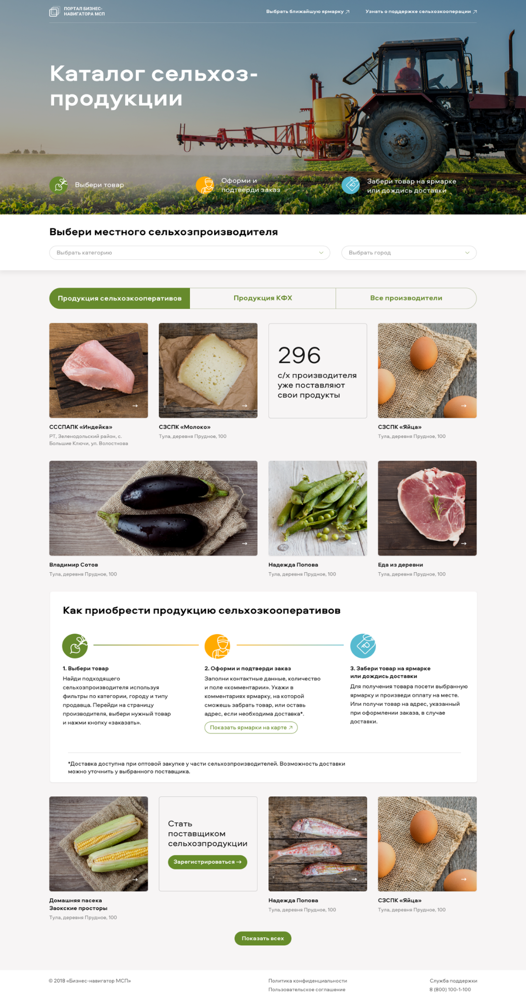 ПОРТАЛ БИЗНЕС-
НАВИГАТОРА МСП
Выбрать ближайшую ярмарку
Узнать о поддержке сельхозкооперации
Каталог сельхоз-
продукции
Выбери товар
Оформи и
подтверди заказ
Забери товар на ярмарке
или дождись доставки
Выбери местного сельхозпроизводителя
Выбрать категорию
Выбрать город
Продукция сельхозкооперативов
Продукция КФХ
Все производители
296
с/х производителя
уже поставляют
свои продукты
СССПАПК «Индейка»
РТ, Зеленодольский район, с.
Большие Ключи, ул. Волостнова
СЗСПК «Молоко»
Тула, деревня Прудное, 100
СЗСПК «Яйца»
Тула, деревня Прудное, 100
Владимир Сотов
Тула, деревня Прудное, 100
Надежда Попова
Тула, деревня Прудное, 100
Еда из деревни
Тула, деревня Прудное, 100
Как приобрести продукцию сельхозкооперативов
1. Выбери товар
Найди подходящего
сельхозпроизводителя используя
фильтры по категории, городу и типу
продавца. Перейди на страницу
производителя, выбери нужный товар
и нажми кнопку «заказать».
2. Оформи и подтверди заказ
Заполни контактные данные, количество
и поле «комментарии». Укажи в
комментариях ярмарку, на которой
сможешь забрать товар, или оставь
адрес, если необходима доставка*.
Показать ярмарки на карте
3. Забери товар на ярмарке
или дождись доставки
Для получения товара посети выбранную
ярмарку и произведи оплату на месте.
Или получи товар на адрес, указанный
при оформлении заказа, в случае
доставки.
*Доставка доступна при оптовой закупке у части сельхозпроизводителей. Возможность доставки
можно уточнить у выбранного поставщика.
Стать
поставщиком
сельхозпродукции
Зарегистрироваться
Домашняя пасека
Заокские просторы
Тула, деревня Прудное, 100
Надежда Попова
Тула, деревня Прудное, 100
СЗСПК «Яйца»
Тула, деревня Прудное, 100
Показать всех
© 2018 «Бизнес-навигатор МСП»
Политика конфиденциальности
Пользовательское соглашение
Служба поддержки
8 (800) 100-1-100